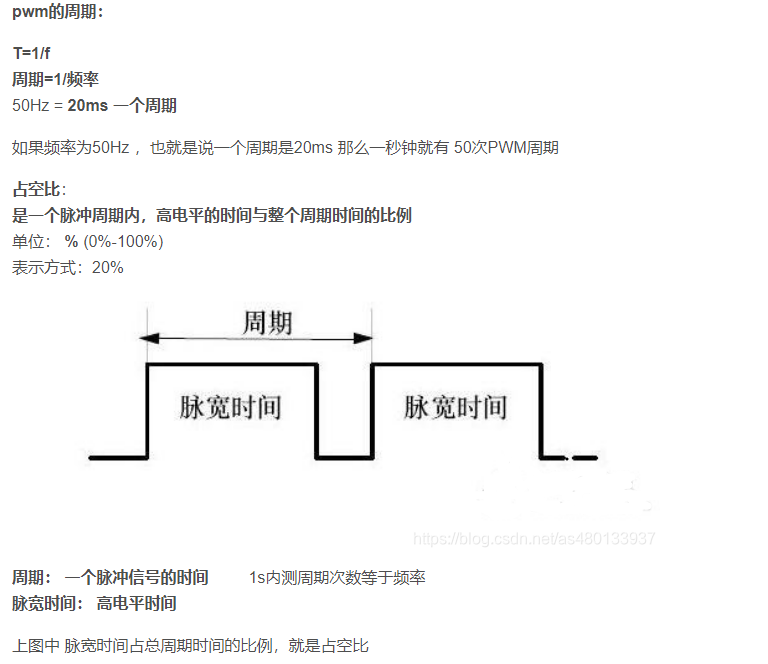 pwm的周期：
T=1/f
周期=1/频率
50Hz = 20ms 一个周期
如果频率为50Hz ，也就是说一个周期是20ms 那么一秒钟就有 50次PWM周期
占空比：
是一个脉冲周期内，高电平的时间与整个周期时间的比例
单位： % (0%-100%)
表示方式：20%
周期
脉宽时间 脉宽时间
https://blog.csdn.net/as480133937
周期： 一个脉冲信号的时间 1s内测周期次数等于频率
脉宽时间： 高电平时间
上图中 脉宽时间占总周期时间的比例，就是占空比